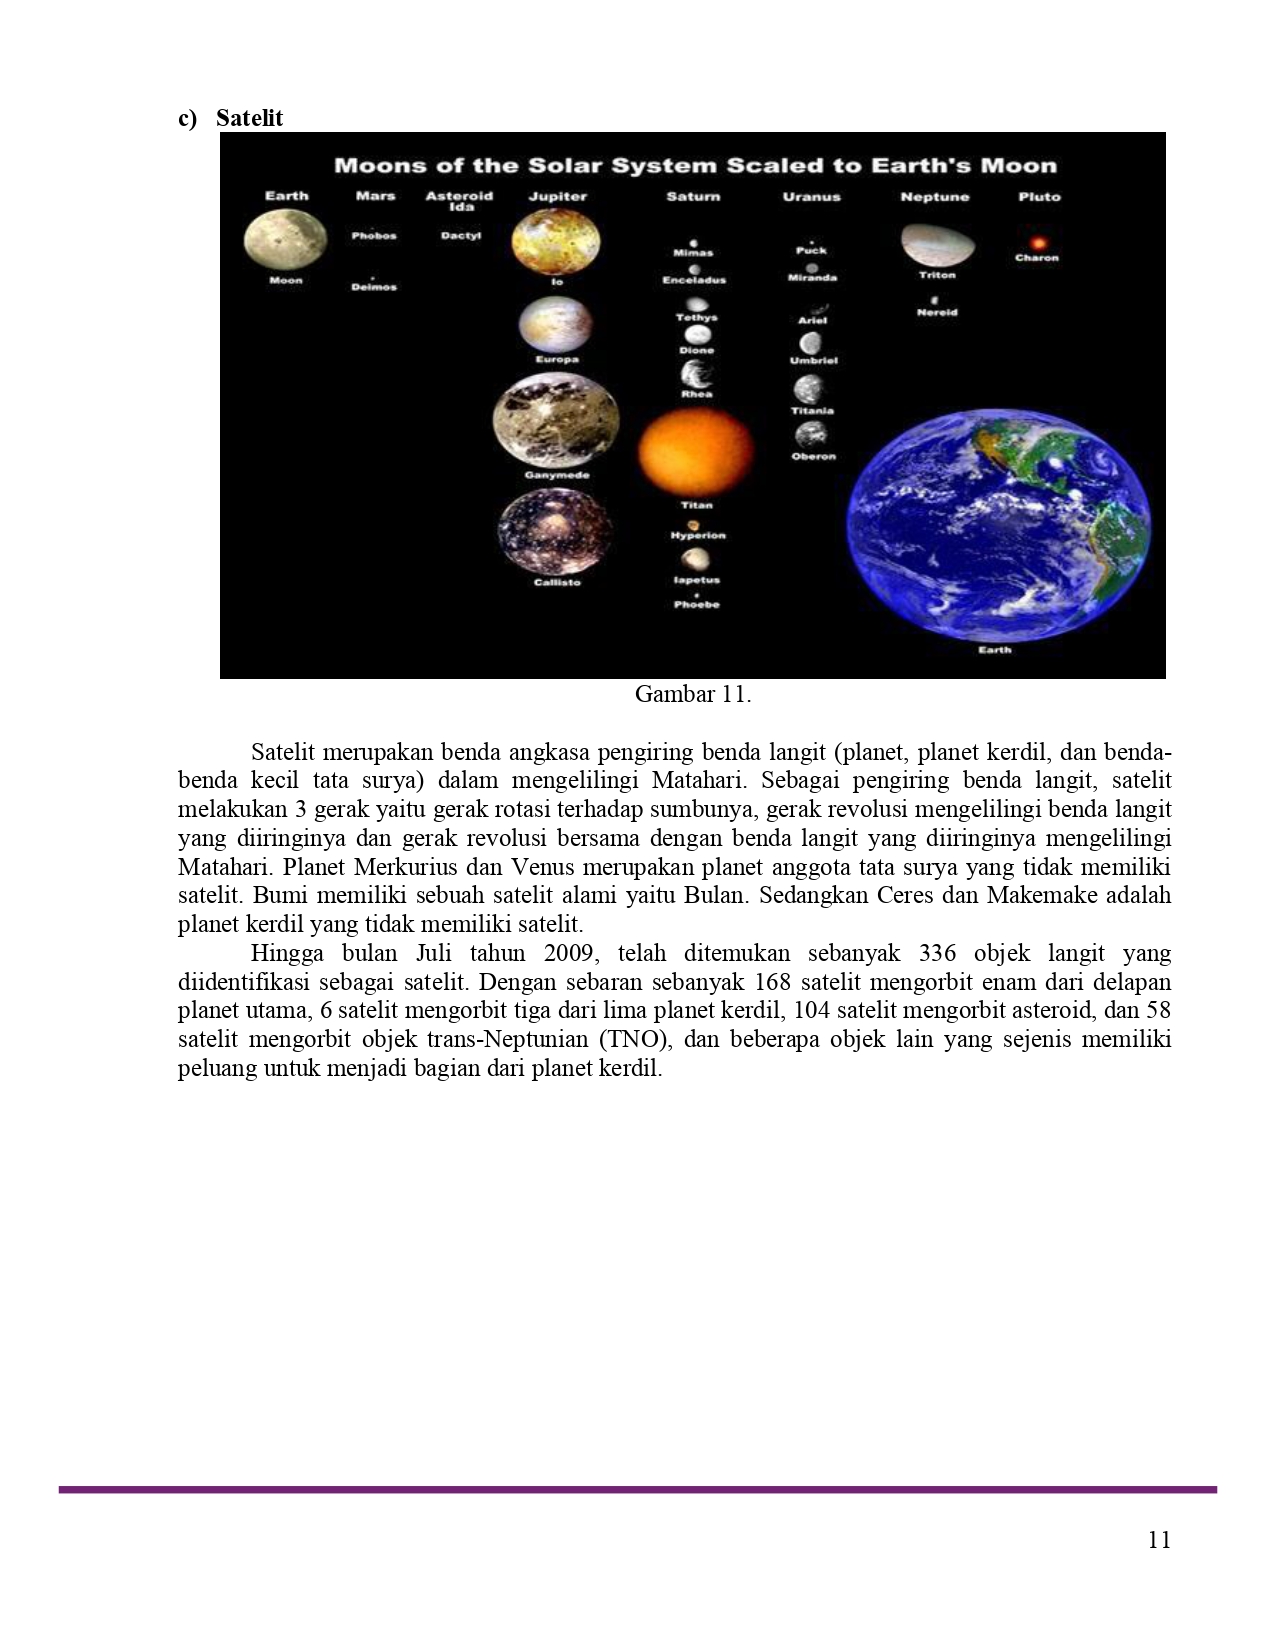 c) Satelit
Moons of the Solar System Scaled to Earth's Moon
Earth Mars Asteroid Ida Jupiter Saturn Uranus Neptune Pluto
Moon
Phobos
Deimos
Dactyl
Io
Europa
Ganymede
Callisto
Mimas
Enceladus
Tethys
Dione
Rhea
Titan
Hyperion
Iapetus
Phoebe
Puck
Miranda
Ariel
Umbriel
Titania
Oberon
Triton
Nereid
Charon
Earth
Gambar 11.
Satelit merupakan benda angkasa pengiring benda langit (planet, planet kerdil, dan benda-
benda kecil tata surya) dalam mengelilingi Matahari. Sebagai pengiring benda langit, satelit
melakukan 3 gerak yaitu gerak rotasi terhadap sumbunya, gerak revolusi mengelilingi benda langit
yang diiringinya dan gerak revolusi bersama dengan benda langit yang diiringinya mengelilingi
Matahari. Planet Merkurius dan Venus merupakan planet anggota tata surya yang tidak memiliki
satelit. Bumi memiliki sebuah satelit alami yaitu Bulan. Sedangkan Ceres dan Makemake adalah
planet kerdil yang tidak memiliki satelit.
Hingga bulan Juli tahun 2009, telah ditemukan sebanyak 336 objek langit yang
diidentifikasi sebagai satelit. Dengan sebaran sebanyak 168 satelit mengorbit enam dari delapan
planet utama, 6 satelit mengorbit tiga dari lima planet kerdil, 104 satelit mengorbit asteroid, dan 58
satelit mengorbit objek trans-Neptunian (TNO), dan beberapa objek lain yang sejenis memiliki
peluang untuk menjadi bagian dari planet kerdil.
11